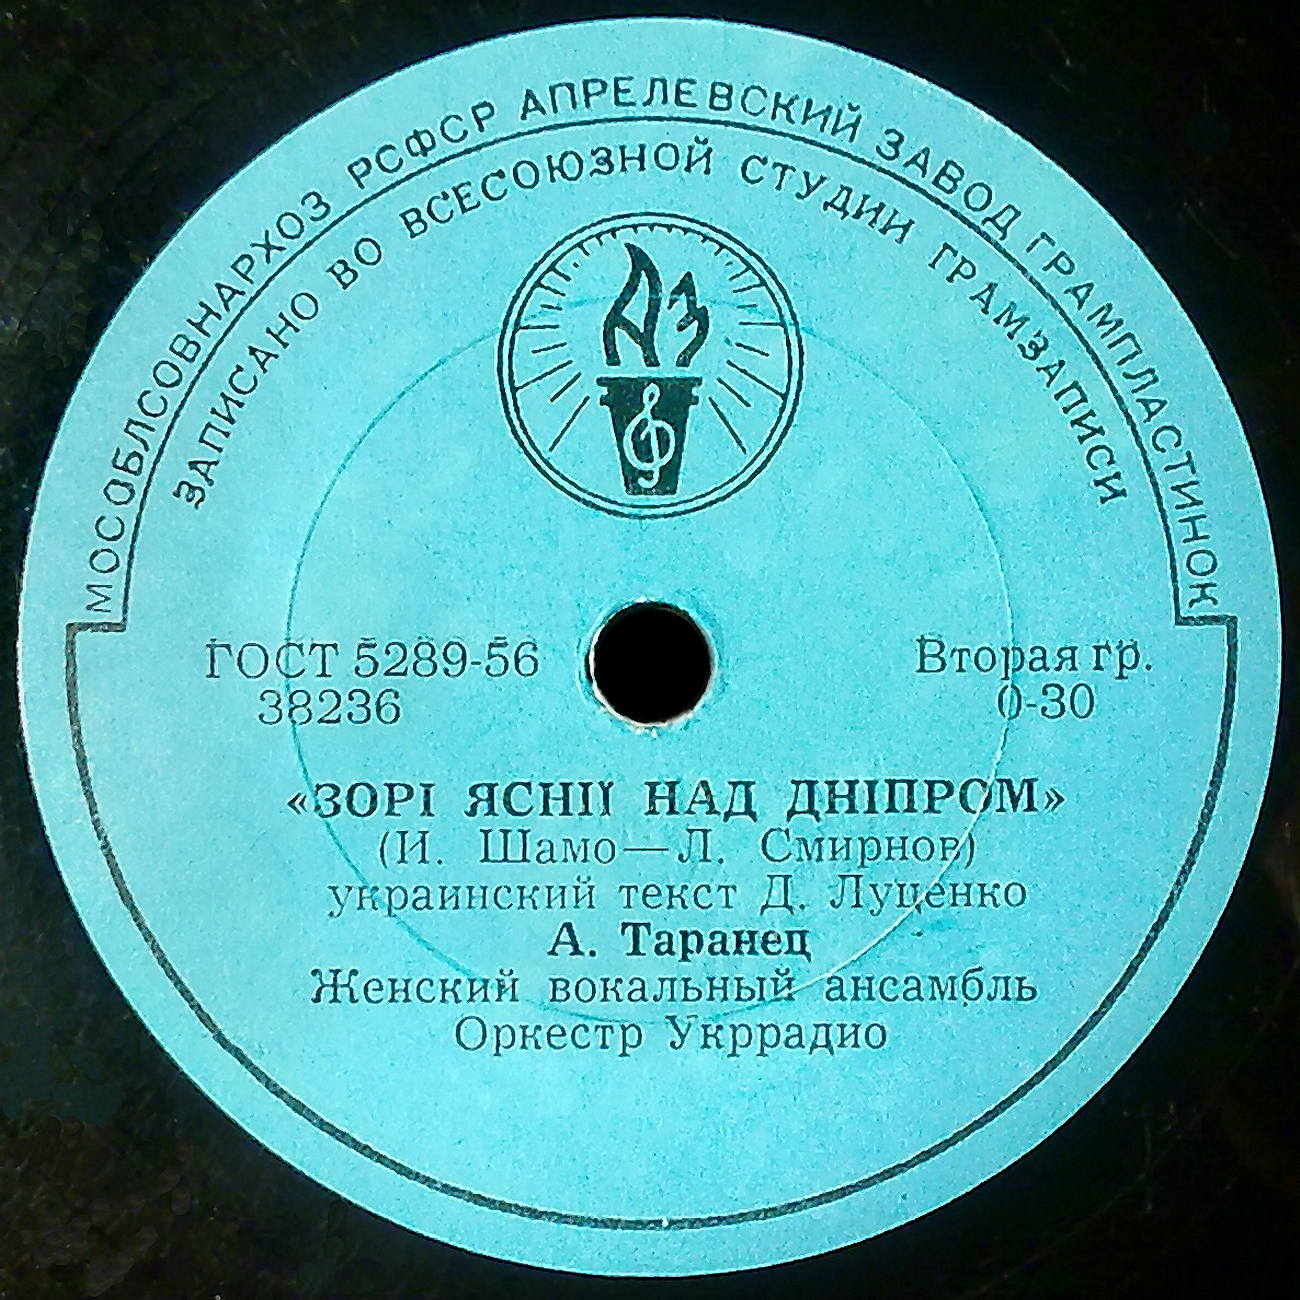 МОСОБЛСОВНАРХОЗ РСФСР АПРЕЛЕВСКИЙ ЗАВОД ГРАМПЛАСТИНОК
ЗАПИСАНО ВО ВСЕСОЮЗНОЙ СТУДИИ ГРАМЗАПИСИ
АЗ
ГОСТ 5289-56
38236
Вторая гр.
0-30
«ЗОРІ ЯСНІЇ НАД ДНІПРОМ»
(И. Шамо—Л. Смирнов)
украинский текст Д. Луценко
А. Таранец
Женский вокальный ансамбль
Оркестр Укррадио